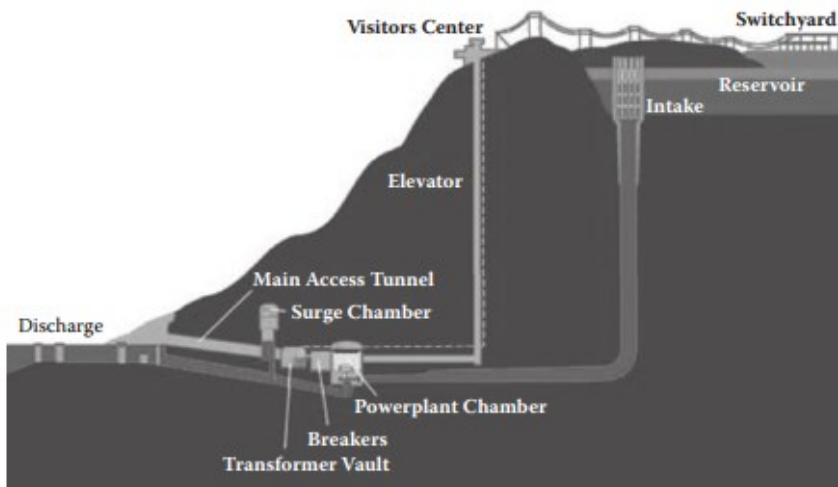 Visitors Center
Switchyard
Reservoir
Intake
Elevator
Main Access Tunnel
Surge Chamber
Discharge
Powerplant Chamber
Breakers
Transformer Vault